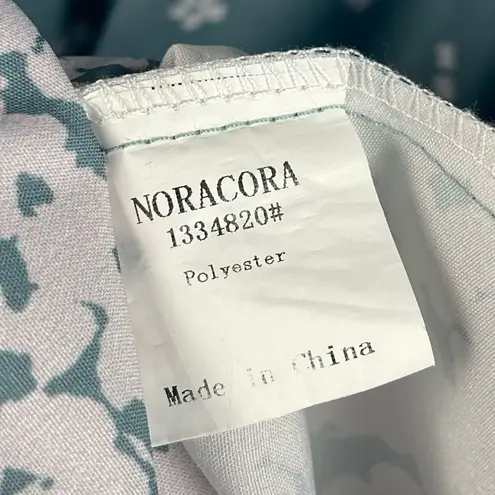 NORACORA
1334820#
Polyester
Made in China